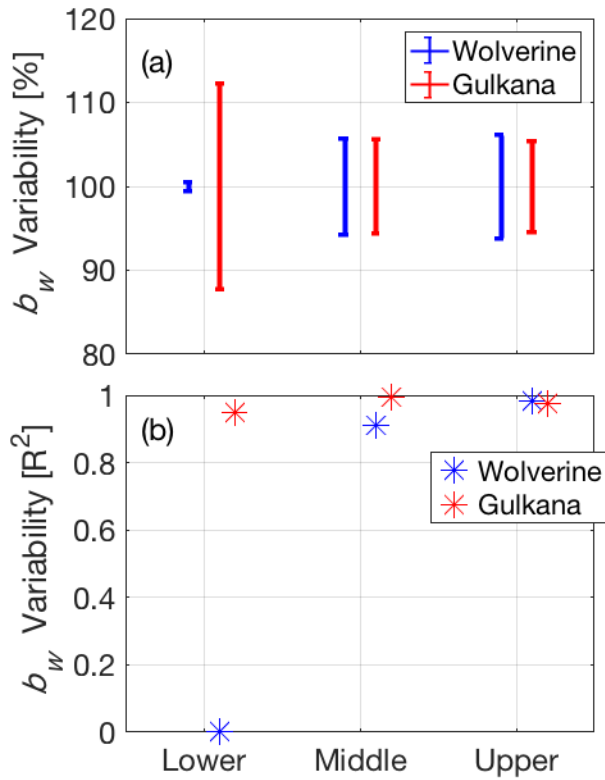 120
(a)
Wolverine
Gulkana
110
100
90
80
b_w Variability [%]
1
(b)
Wolverine
Gulkana
0.8
0.6
0.4
0.2
0
b_w Variability [R²]
Lower Middle Upper